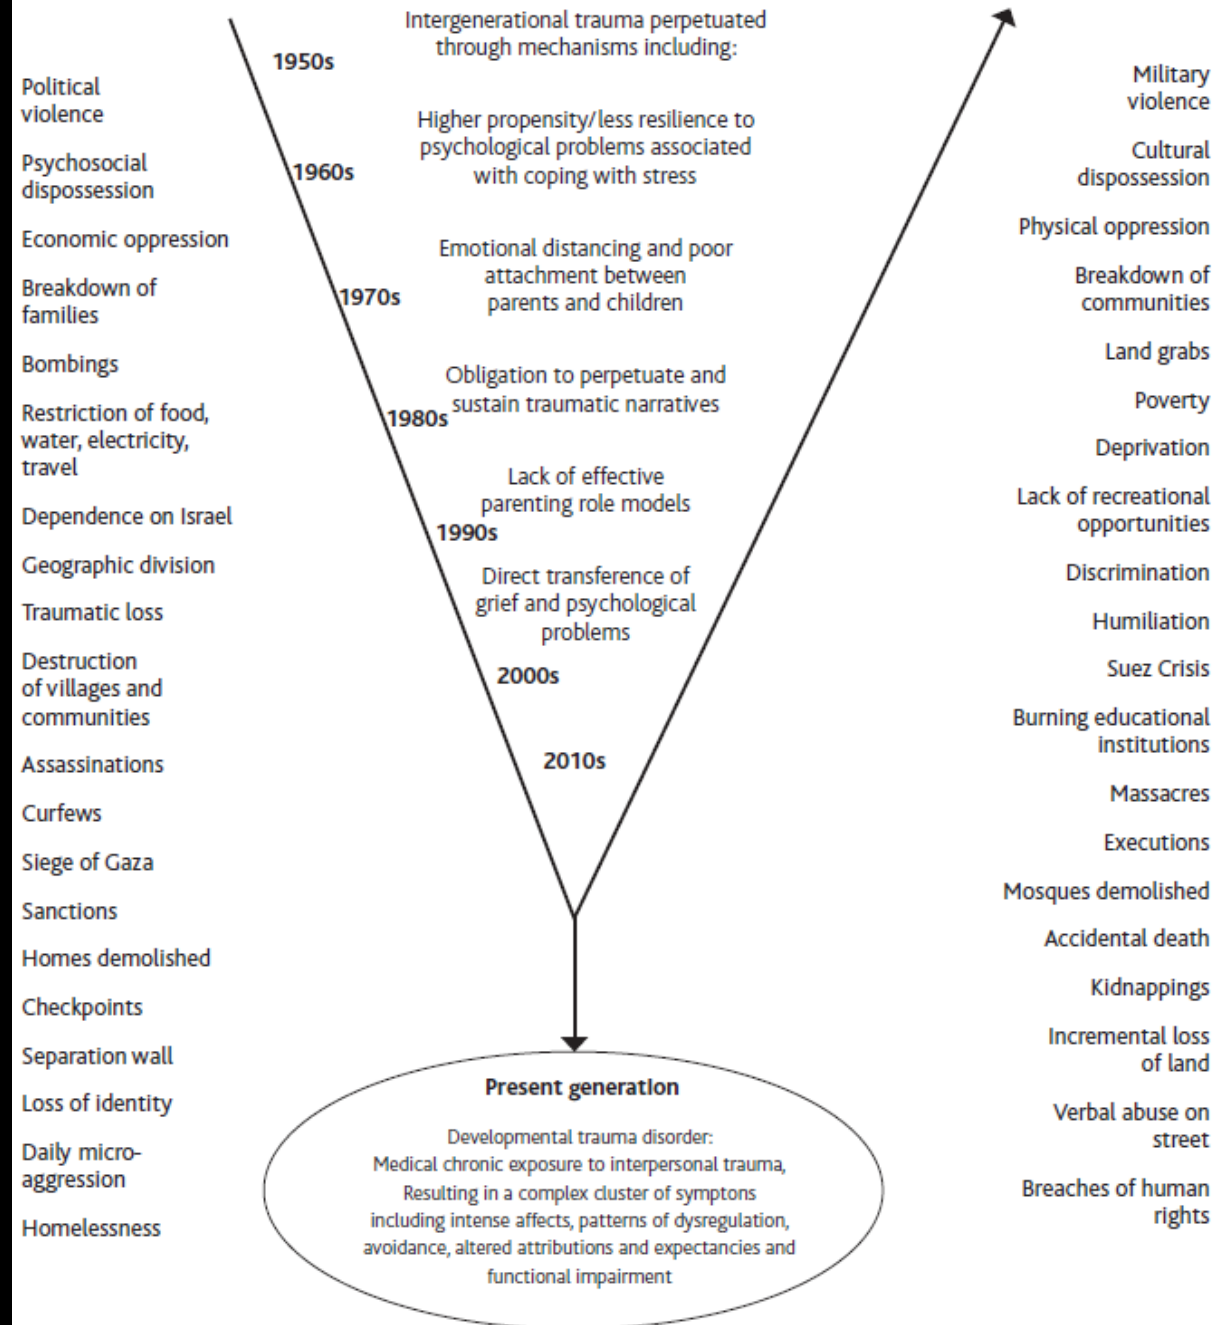 Intergenerational trauma perpetuated
through mechanisms including:
1950s
Higher propensity/less resilience to
psychological problems associated
with coping with stress
1960s
Emotional distancing and poor
attachment between
parents and children
1970s
Obligation to perpetuate and
sustain traumatic narratives
1980s
Lack of effective
parenting role models
1990s
Direct transference of
grief and psychological
problems
2000s
2010s
Political
violence
Psychosocial
dispossession
Economic oppression
Breakdown of
families
Bombings
Restriction of food,
water, electricity,
travel
Dependence on Israel
Geographic division
Traumatic loss
Destruction
of villages and
communities
Assassinations
Curfews
Siege of Gaza
Sanctions
Homes demolished
Checkpoints
Separation wall
Loss of identity
Daily micro-
aggression
Homelessness
Military
violence
Cultural
dispossession
Physical oppression
Breakdown of
communities
Land grabs
Poverty
Deprivation
Lack of recreational
opportunities
Discrimination
Humiliation
Suez Crisis
Burning educational
institutions
Massacres
Executions
Mosques demolished
Accidental death
Kidnappings
Incremental loss
of land
Verbal abuse on
street
Breaches of human
rights
Present generation
Developmental trauma disorder:
Medical chronic exposure to interpersonal trauma,
Resulting in a complex cluster of symptons
including intense affects, patterns of dysregulation,
avoidance, altered attributions and expectancies and
functional impairment